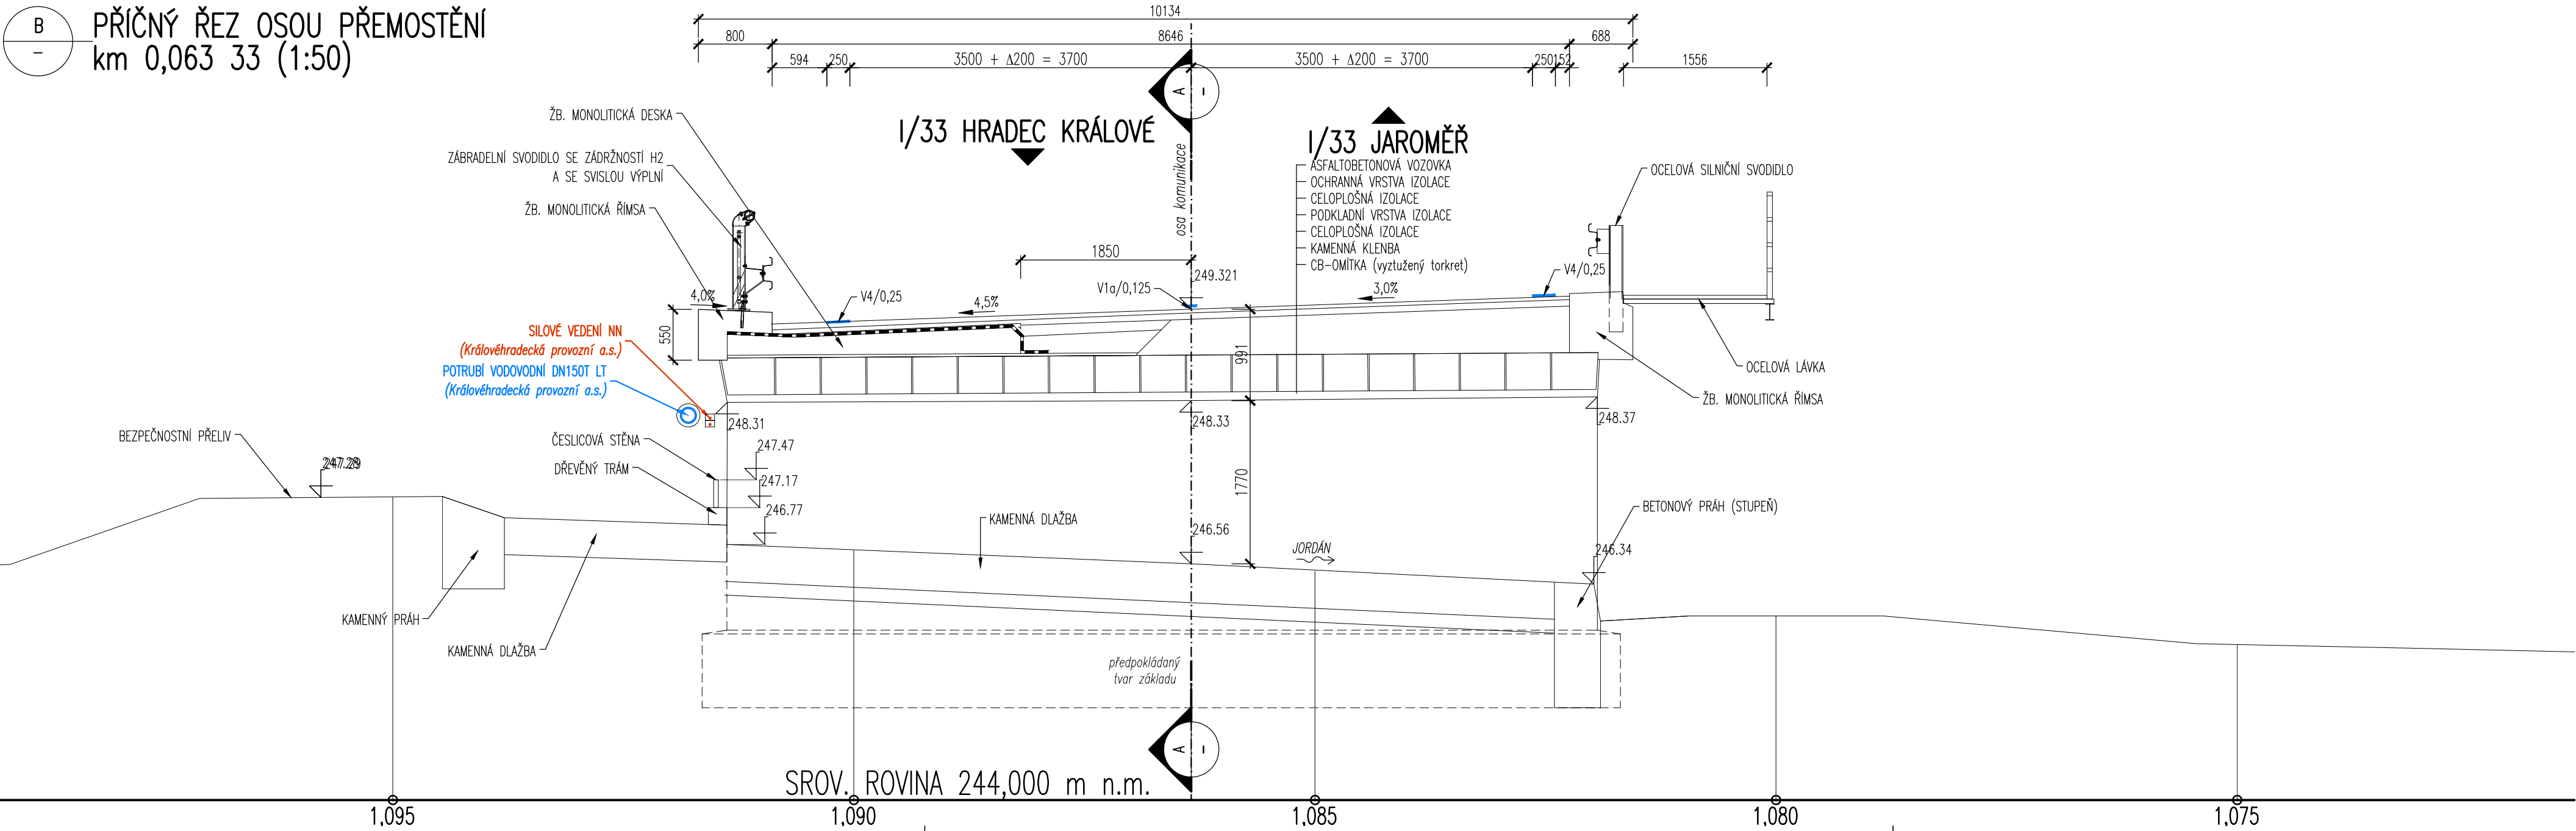 B
–
PŘÍČNÝ ŘEZ OSOU PŘEMOSTĚNÍ
km 0,063 33 (1:50)
10134
800
8646
688
594
250
3500 + Δ200 = 3700
3500 + Δ200 = 3700
250
152
1556
A –
ŽB. MONOLITICKÁ DESKA
I/33 HRADEC KRÁLOVÉ
I/33 JAROMĚŘ
ZÁBRADELNÍ SVODIDLO SE ZÁDRŽNOSTÍ H2
A SE SVISLOU VÝPLNÍ
ŽB. MONOLITICKÁ ŘÍMSA
osa komunikace
ASFALTOBETONOVÁ VOZOVKA
OCHRANNÁ VRSTVA IZOLACE
CELOPLOŠNÁ IZOLACE
PODKLADNÍ VRSTVA IZOLACE
CELOPLOŠNÁ IZOLACE
KAMENNÁ KLENBA
CB-OMÍTKA (vyztužený torkret)
OCELOVÁ SILNIČNÍ SVODIDLO
1850
249.321
V1a/0,125
V4/0,25
V4/0,25
4,0%
4,5%
3,0%
550
991
SILOVÉ VEDENÍ NN
(Královéhradecká provozní a.s.)
POTRUBÍ VODOVODNÍ DN150T LT
(Královéhradecká provozní a.s.)
OCELOVÁ LÁVKA
ŽB. MONOLITICKÁ ŘÍMSA
248.31
248.33
248.37
BEZPEČNOSTNÍ PŘELIV
ČESLICOVÁ STĚNA
DŘEVĚNÝ TRÁM
247.47
247.17
246.77
1770
KAMENNÁ DLAŽBA
246.56
JORDÁN
246.34
BETONOVÝ PRÁH (STUPEŇ)
KAMENNÝ PRÁH
KAMENNÁ DLAŽBA
předpokládaný
tvar základu
A –
SROV. ROVINA 244,000 m n.m.
1,095
1,090
1,085
1,080
1,075